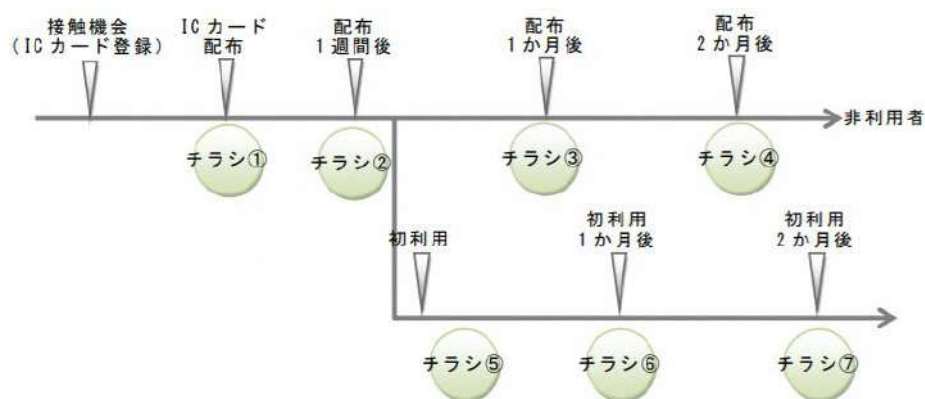 接触機会
(ICカード登録)
ICカード
配布
配布
1週間後
配布
1か月後
配布
2か月後
非利用者
チラシ①
チラシ②
チラシ③
チラシ④
初利用
初利用
1か月後
初利用
2か月後
チラシ⑤
チラシ⑥
チラシ⑦